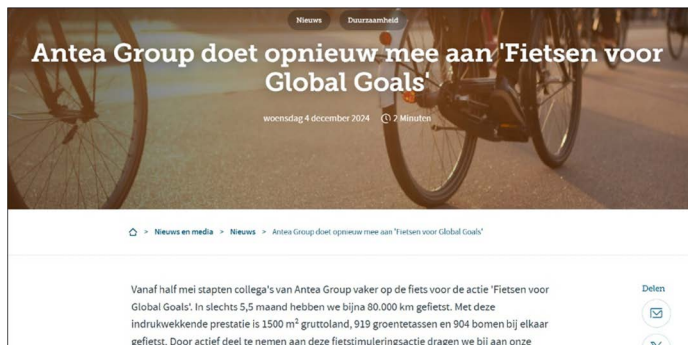 Nieuws Duurzaamheid
Antea Group doet opnieuw mee aan 'Fietsen voor
Global Goals'
woensdag 4 december 2024 2 Minuten
> Nieuws en media > Nieuws > Antea Group doet opnieuw mee aan 'Fietsen voor Global Goals'
Vanaf half mei stapten collega's van Antea Group vaker op de fiets voor de actie 'Fietsen voor
Delen
Global Goals'. In slechts 5,5 maand hebben we bijna 80.000 km gefietst. Met deze
indrukwekkende prestatie is 1500 m² gruttoland, 919 groentetassen en 904 bomen bij elkaar
gefietst. Door actief deel te nemen aan deze fietsstimuleringsactie dragen we bij aan onze